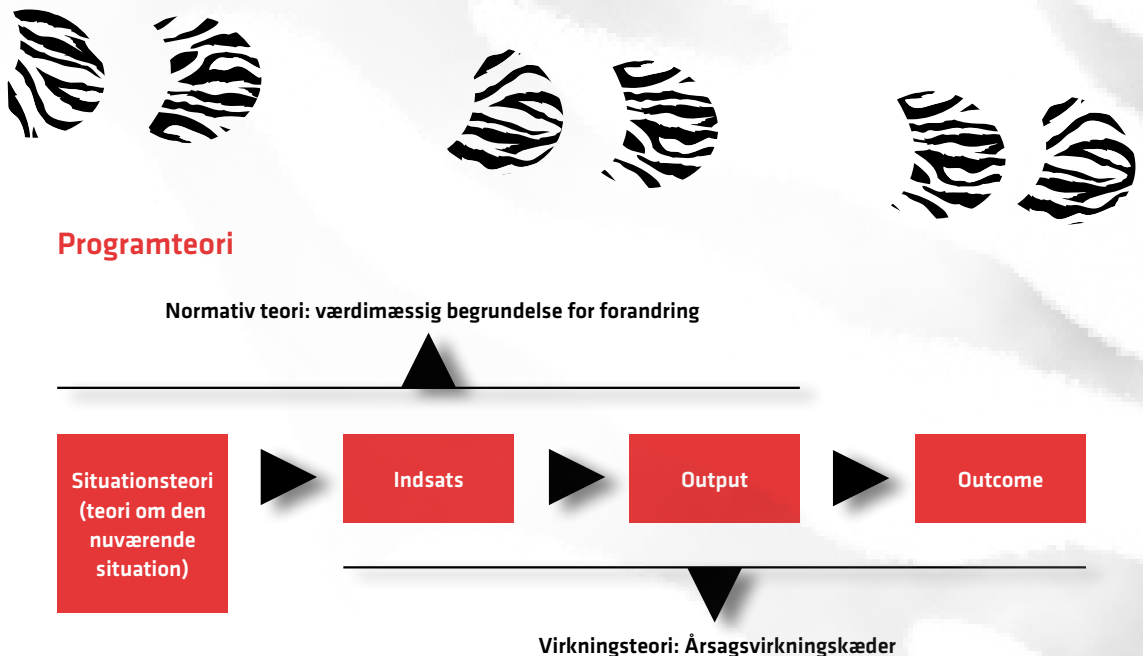 Programteori
Normativ teori: værdimæssig begrundelse for forandring
Situationsteori
(teori om den
nuværende
situation)
Indsats
Output
Outcome
Virkningsteori: Årsagsvirkningskæder